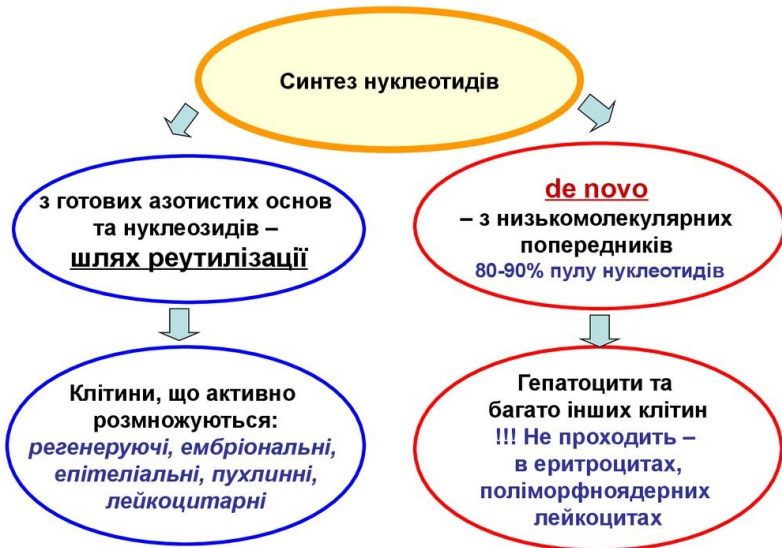 Синтез нуклеотидів
з готових азотистих основ
та нуклеозидів –
шлях реутилізації
de novo
– з низькомолекулярних
попередників
80-90% пулу нуклеотидів
Клітини, що активно
розмножуються:
регенеруючі, ембріональні,
епітеліальні, пухлинні,
лейкоцитарні
Гепатоцити та
багато інших клітин
!!! Не проходить –
в еритроцитах,
поліморфноядерних
лейкоцитах